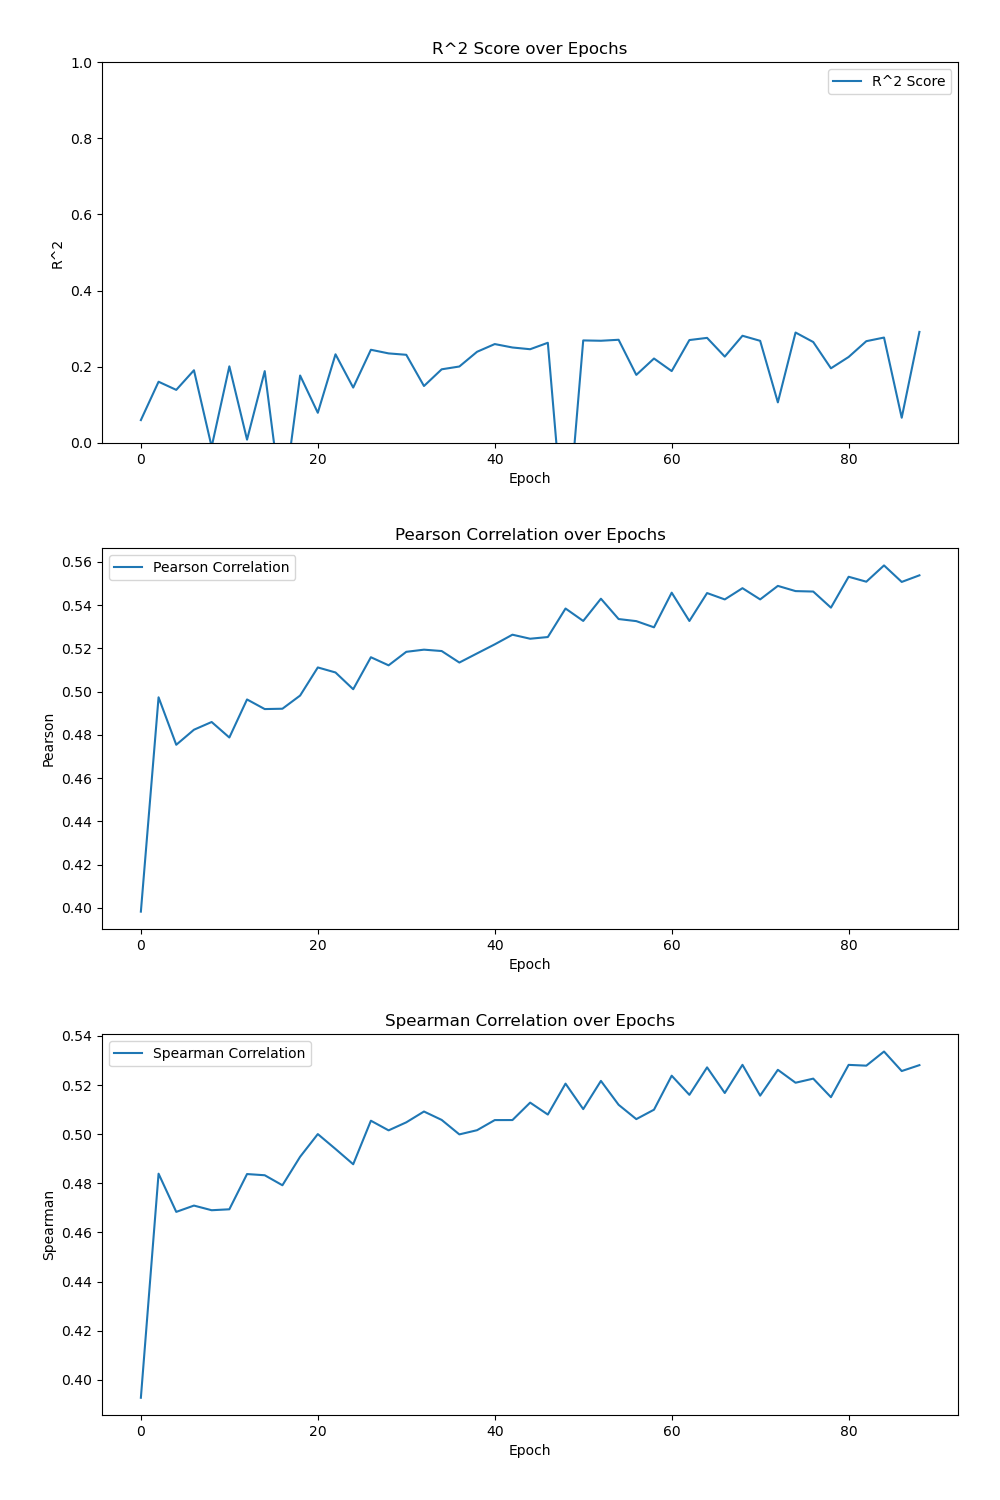 R^2 Score over Epochs
R^2 Score
1.0
0.8
0.6
0.4
0.2
0.0
R^2
0 20 40 60 80
Epoch
Pearson Correlation over Epochs
Pearson Correlation
0.56
0.54
0.52
0.50
0.48
0.46
0.44
0.42
0.40
Pearson
0 20 40 60 80
Epoch
Spearman Correlation over Epochs
Spearman Correlation
0.54
0.52
0.50
0.48
0.46
0.44
0.42
0.40
Spearman
0 20 40 60 80
Epoch